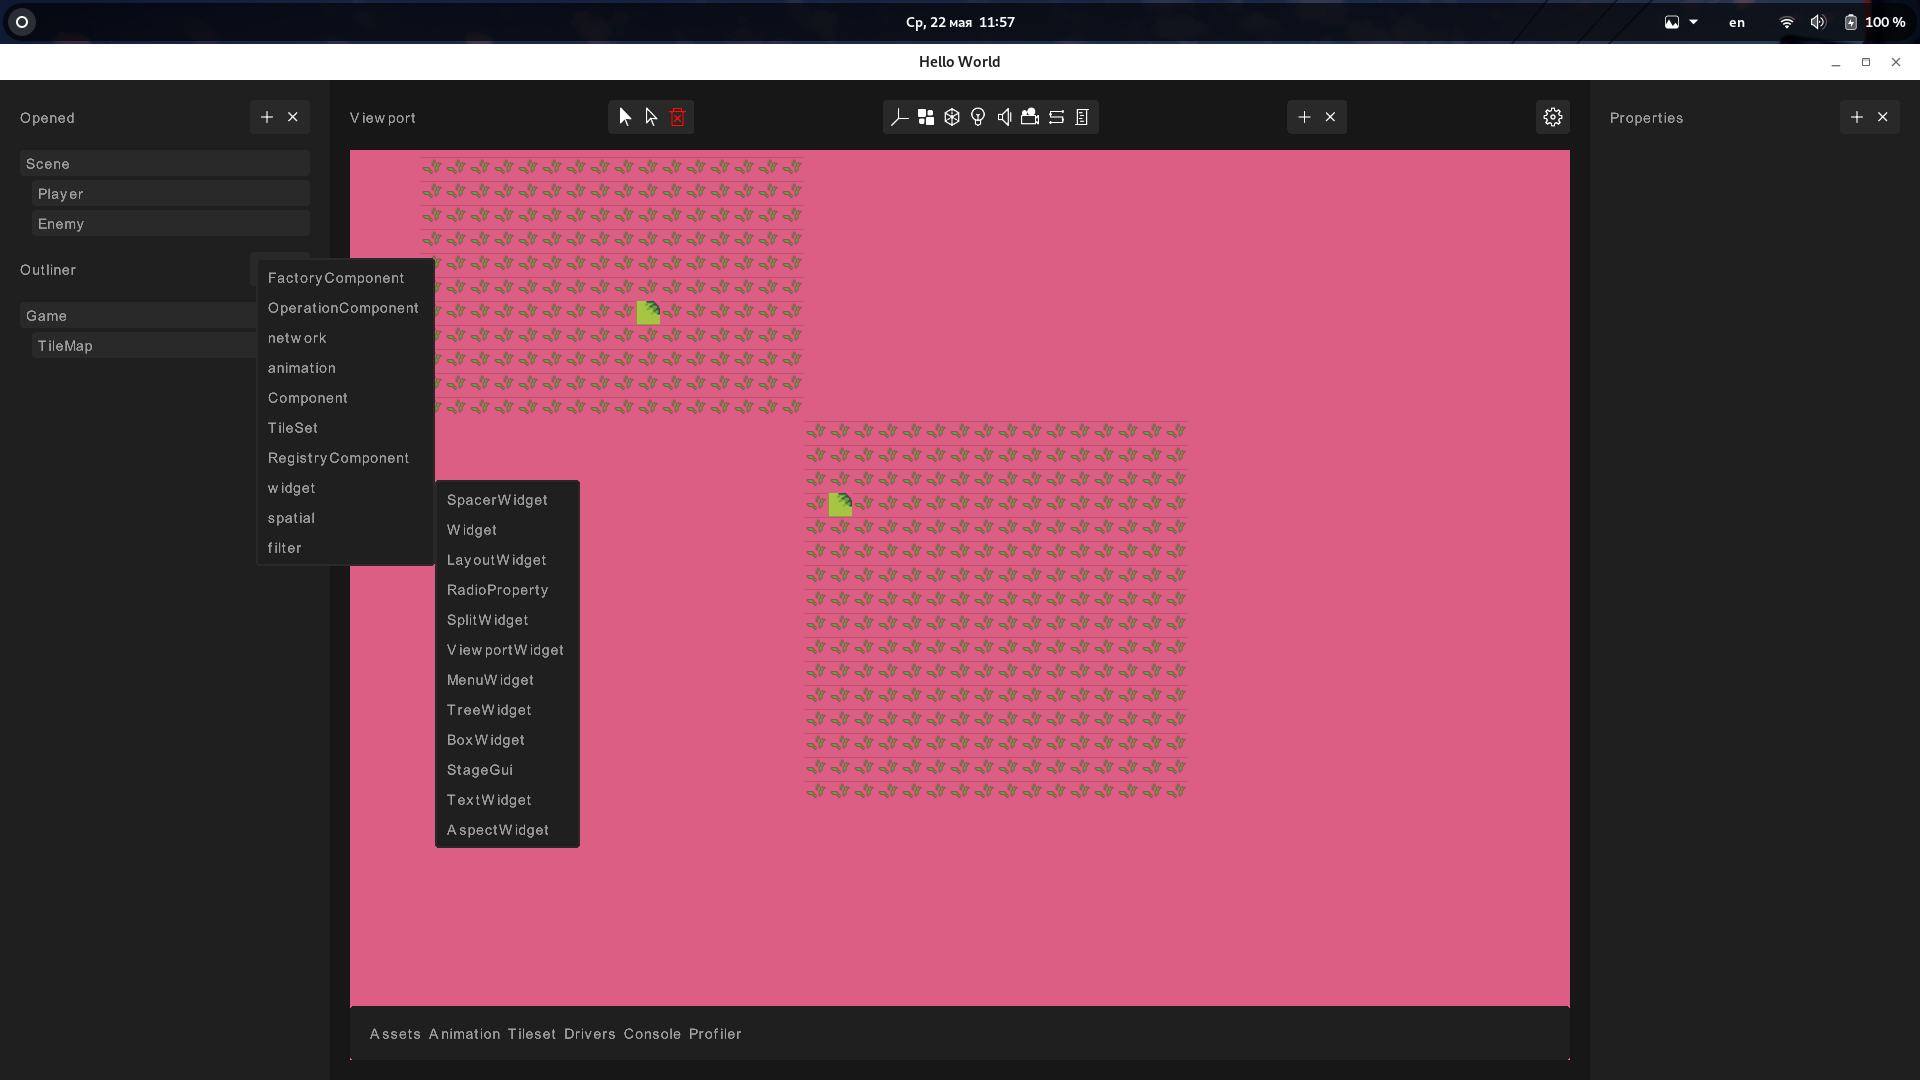 Ср, 22 мая 11:57
en
100 %
Hello World
Opened
Viewport
Properties
Scene
Player
Enemy
Outliner
Game
TileMap
FactoryComponent
OperationComponent
network
animation
Component
TileSet
RegistryComponent
widget
spatial
filter
SpacerWidget
Widget
LayoutWidget
RadioProperty
SplitWidget
ViewportWidget
MenuWidget
TreeWidget
BoxWidget
StageGui
TextWidget
AspectWidget
Assets Animation Tileset Drivers Console Profiler